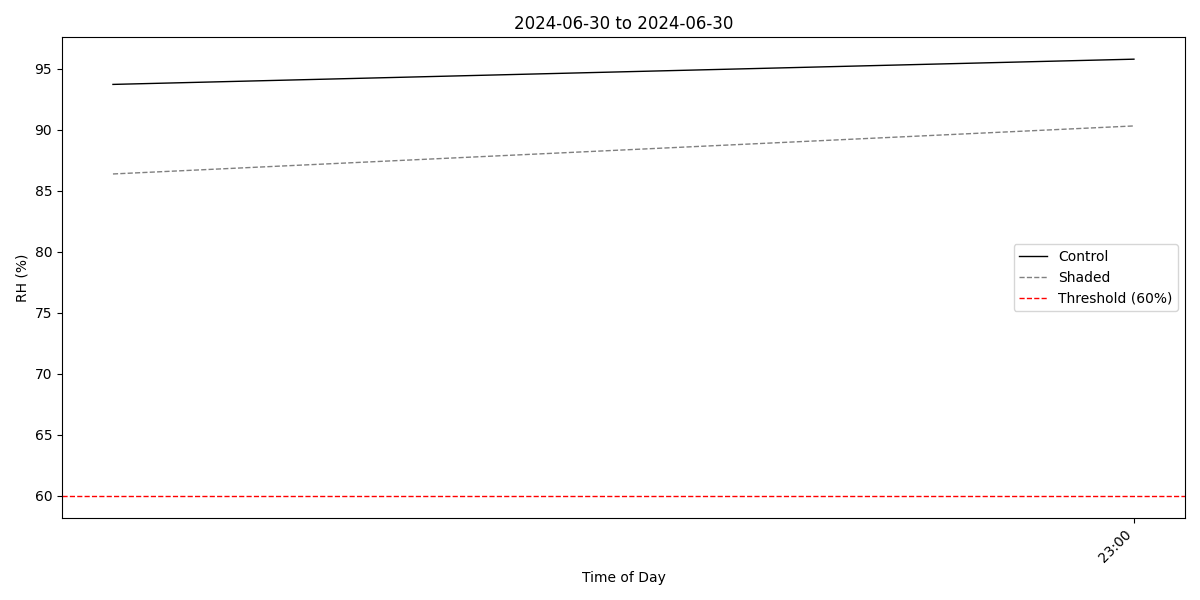 2024-06-30 to 2024-06-30
95
90
85
80
75
70
65
60
RH (%)
Control
Shaded
Threshold (60%)
23:00
Time of Day